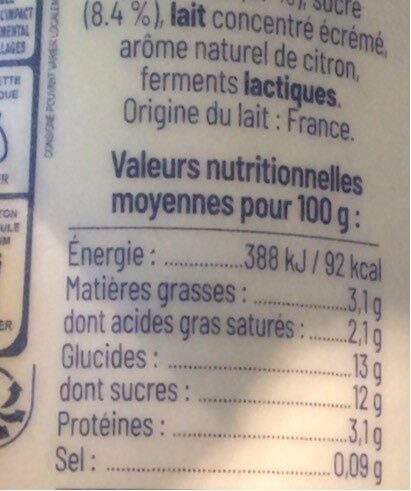 sucre
(8.4 %), lait concentré écrémé,
arôme naturel de citron,
ferments lactiques.
Origine du lait : France.
Valeurs nutritionnelles
moyennes pour 100 g :
Énergie : 388 kJ / 92 kcal
Matières grasses : 3,1 g
dont acides gras saturés : 2,1 g
Glucides : 13 g
dont sucres : 12 g
Protéines : 3,1 g
Sel : 0,09 g